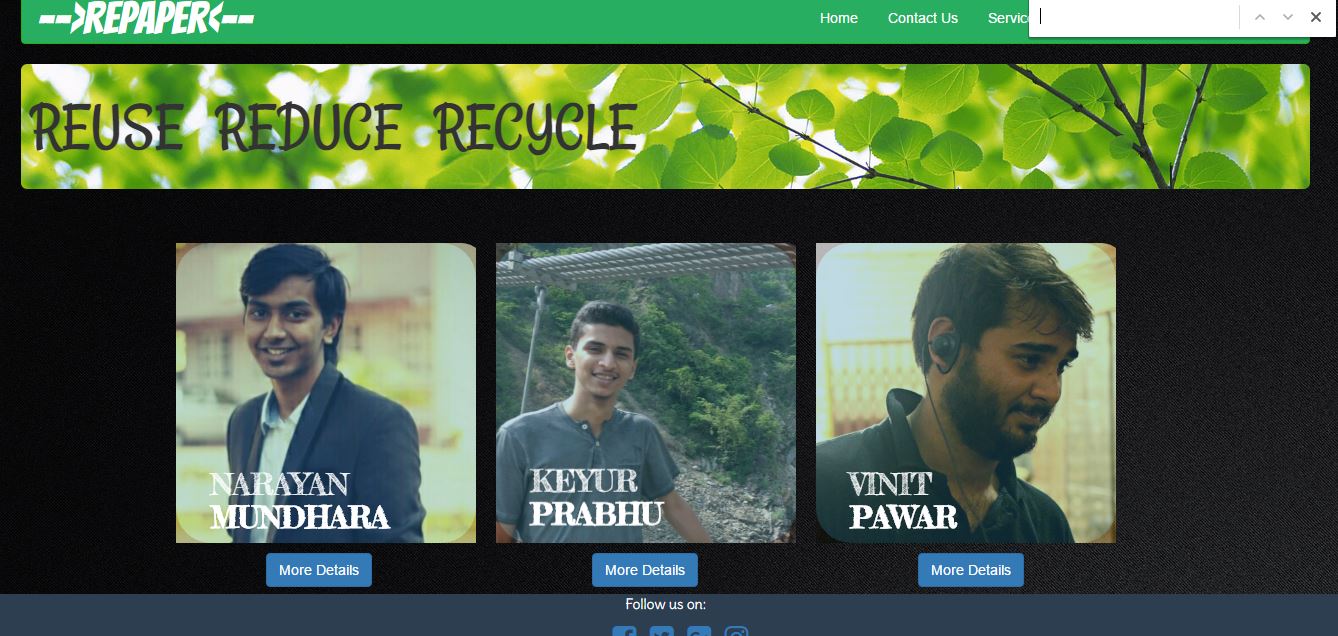 -->REPAPER<--
Home Contact Us
REUSE REDUCE RECYCLE
NARAYAN
MUNDHARA
KEYUR
PRABHU
VINIT
PAWAR
More Details More Details More Details
Follow us on: